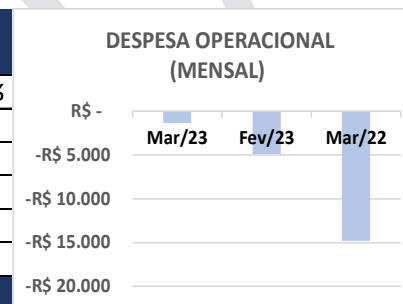 DESPESA OPERACIONAL
(MENSAL)
%
R$ -
Mar/23 Fev/23 Mar/22
-R$ 5.000
-R$ 10.000
-R$ 15.000
-R$ 20.000